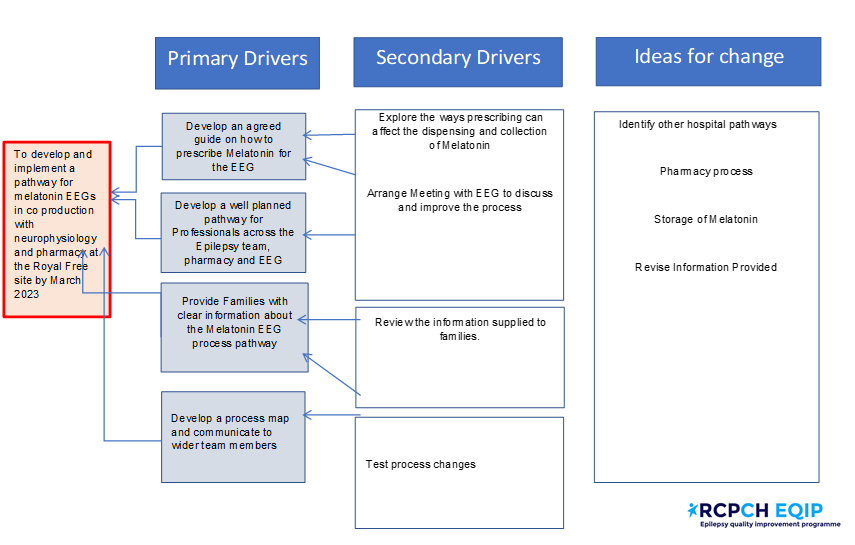 Primary Drivers
Secondary Drivers
Ideas for change
To develop and
implement a
pathway for
melatonin EEGs
in co production
with
neurophysiology
and pharmacy at
the Royal Free
site by March
2023
Develop an agreed
guide on how to
prescribe Melatonin for
the EEG
Develop a well planned
pathway for
Professionals across the
Epilepsy team,
pharmacy and EEG
Provide Families with
clear information about
the Melatonin EEG
process pathway
Develop a process map
and communicate to
wider team members
Explore the ways prescribing can
affect the dispensing and collection
of Melatonin
Arrange Meeting with EEG to discuss
and improve the process
Review the information supplied to
families.
Test process changes
Identify other hospital pathways
Pharmacy process
Storage of Melatonin
Revise Information Provided
RCPCH EQIP
Epilepsy quality improvement programme